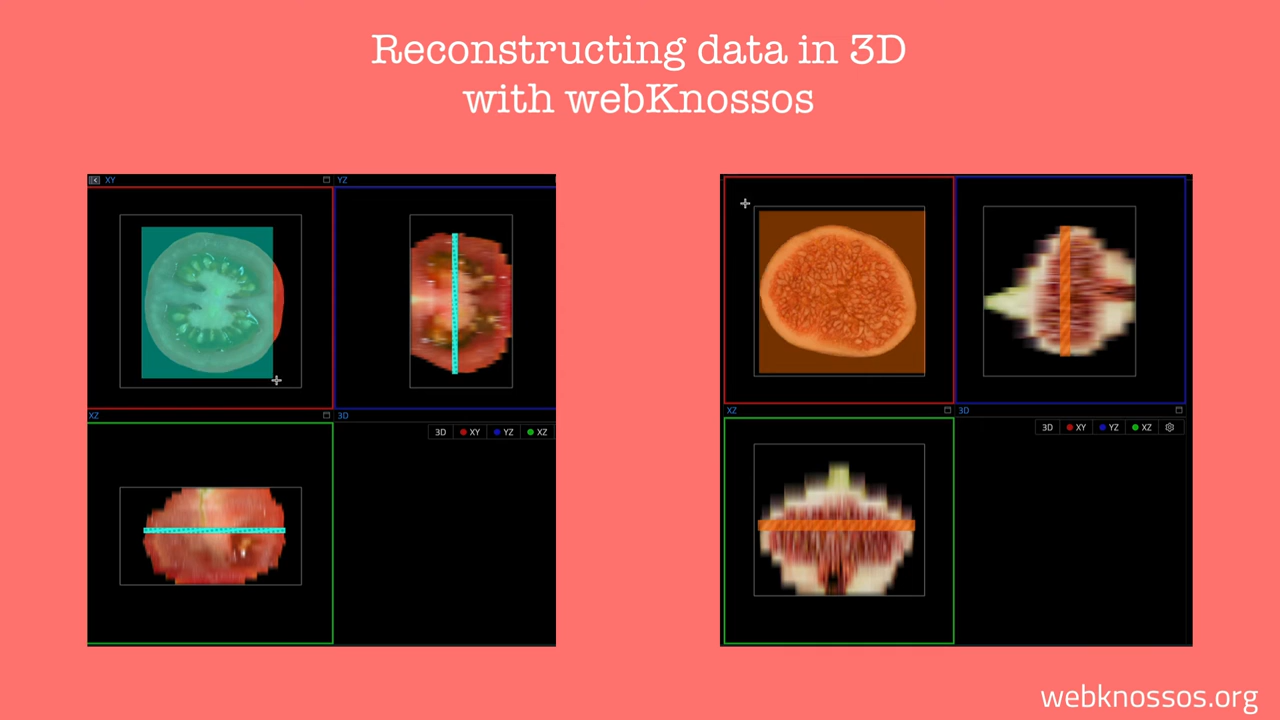 Reconstructing data in 3D
with webKnossos
XY
YZ
XZ
3D
3D XY YZ XZ
XZ
3D
3D XY YZ XZ
webknossos.org